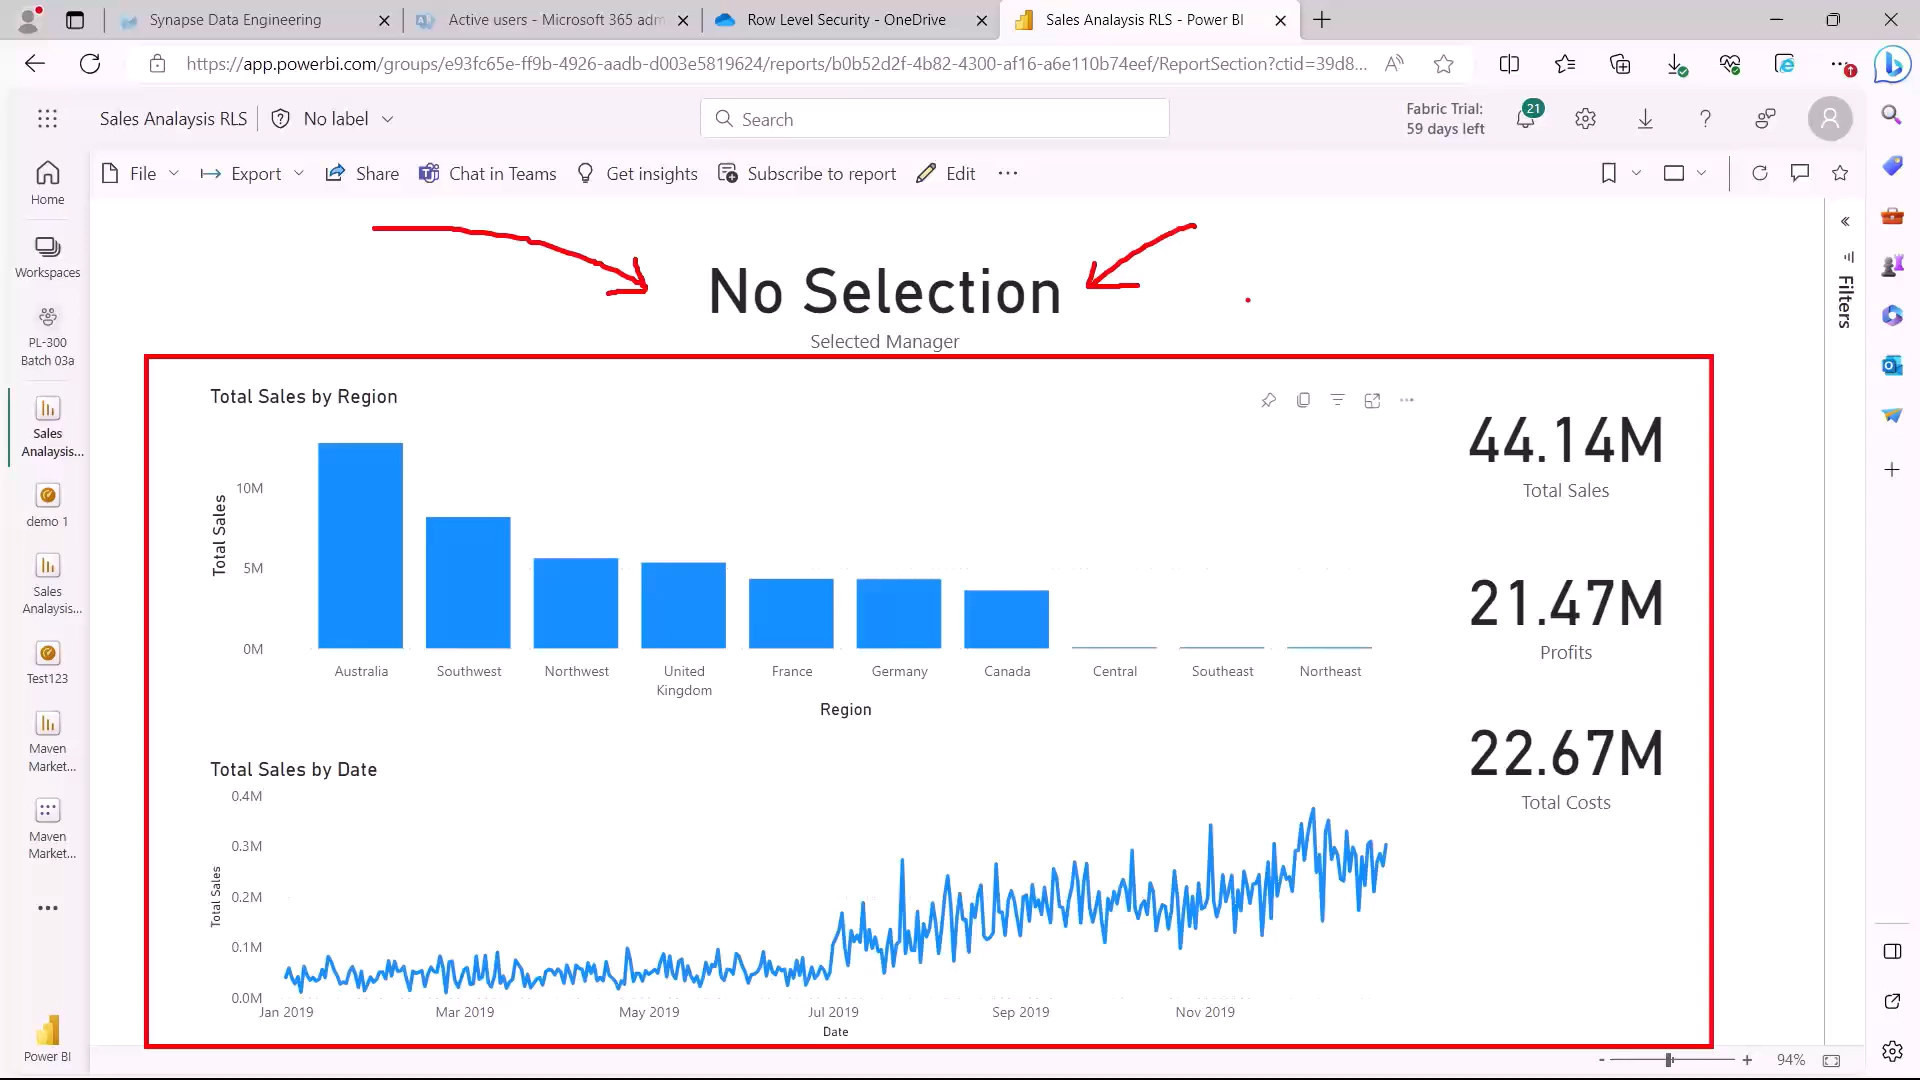 Synapse Data Engineering
Active users - Microsoft 365 adm
Row Level Security - OneDrive
Sales Analaysis RLS - Power BI
https://app.powerbi.com/groups/e93fc65e-ff9b-4926-aadb-d003e5819624/reports/b0b52d2f-4b82-4300-af16-a6e110b74eef/ReportSection?ctid=39d8...
Sales Analaysis RLS
No label
Search
Fabric Trial:
59 days left
21
File
Export
Share
Chat in Teams
Get insights
Subscribe to report
Edit
Home
Workspaces
PL-300
Batch 03a
Sales
Analaysis...
demo 1
Sales
Analaysis...
Test123
Maven
Market...
Maven
Market...
Power BI
Filters
No Selection
Selected Manager
Total Sales by Region
Total Sales
10M
5M
0M
Australia
Southwest
Northwest
United
Kingdom
France
Germany
Canada
Central
Southeast
Northeast
Region
44.14M
Total Sales
21.47M
Profits
22.67M
Total Costs
Total Sales by Date
Total Sales
0.4M
0.3M
0.2M
0.1M
0.0M
Jan 2019
Mar 2019
May 2019
Jul 2019
Sep 2019
Nov 2019
Date
94%